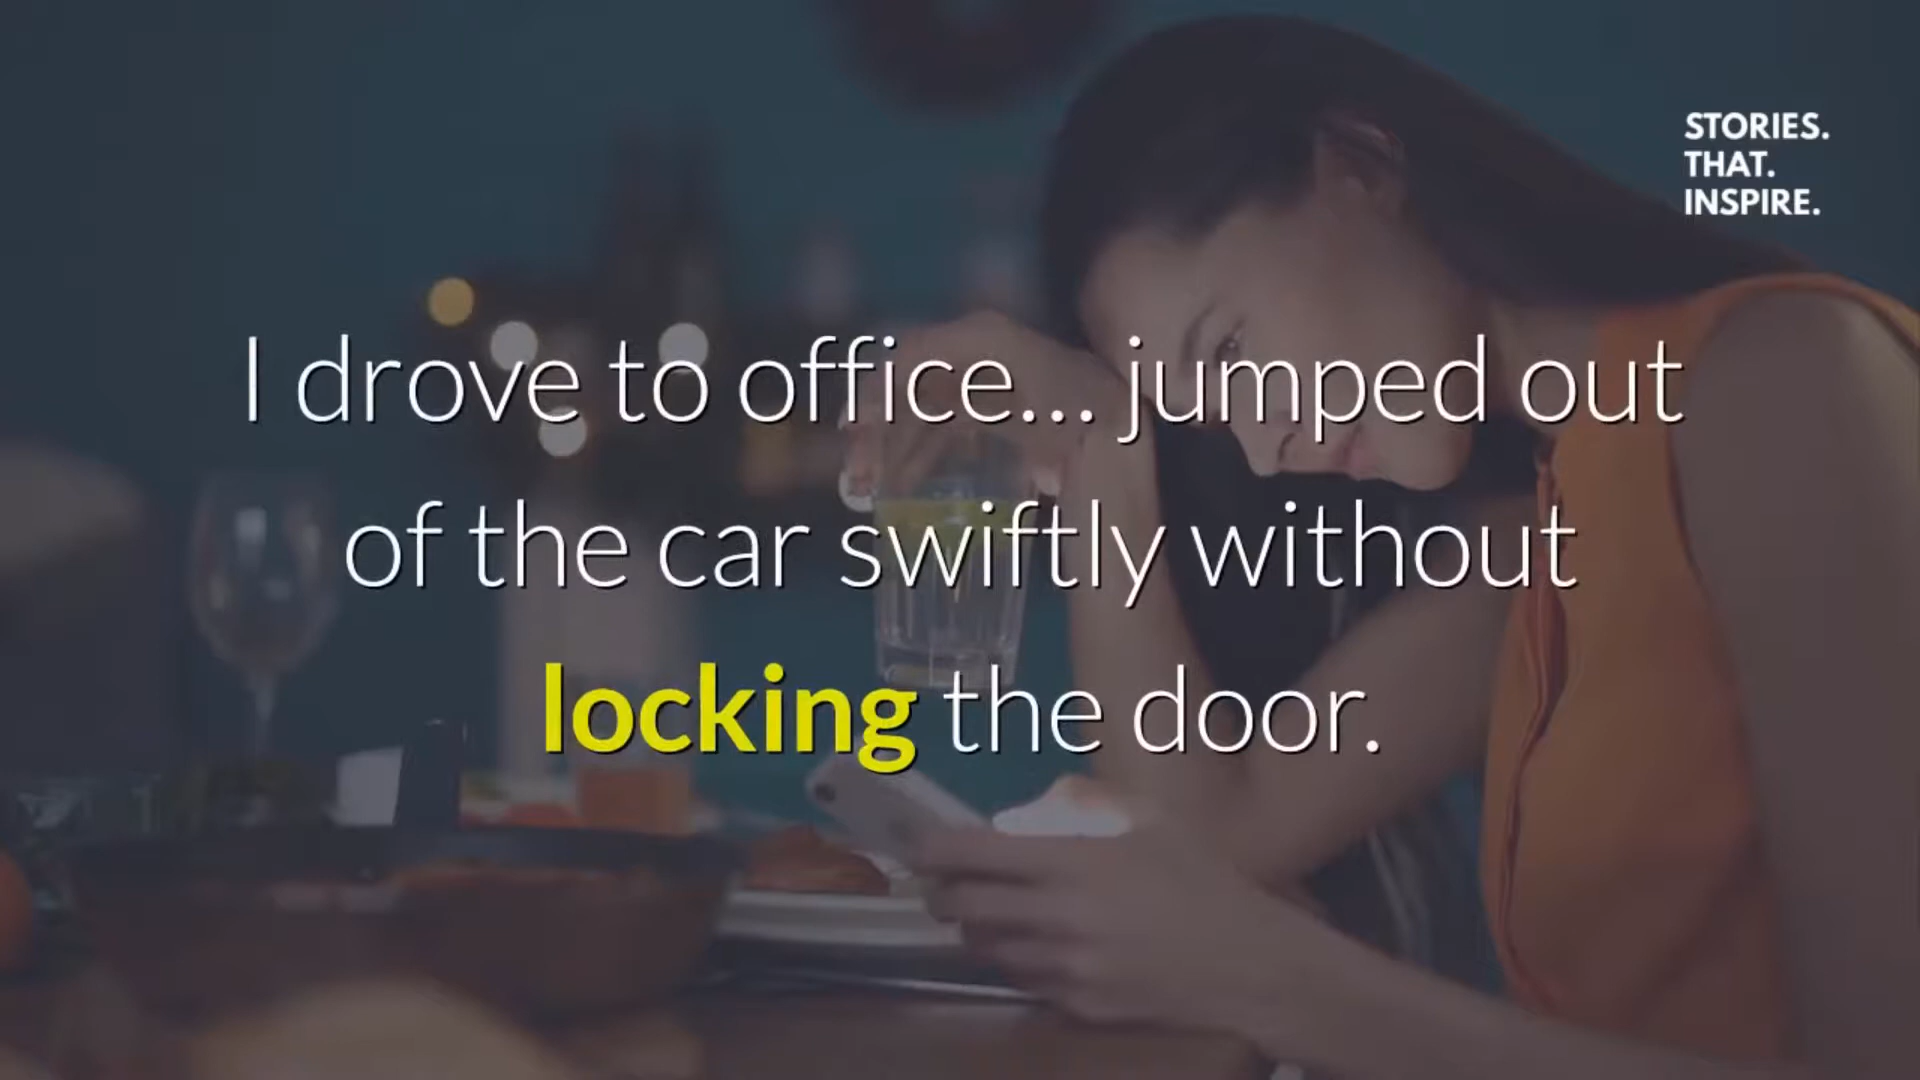 STORIES.
THAT.
INSPIRE.
I drove to office... jumped out
of the car swiftly without
locking the door.